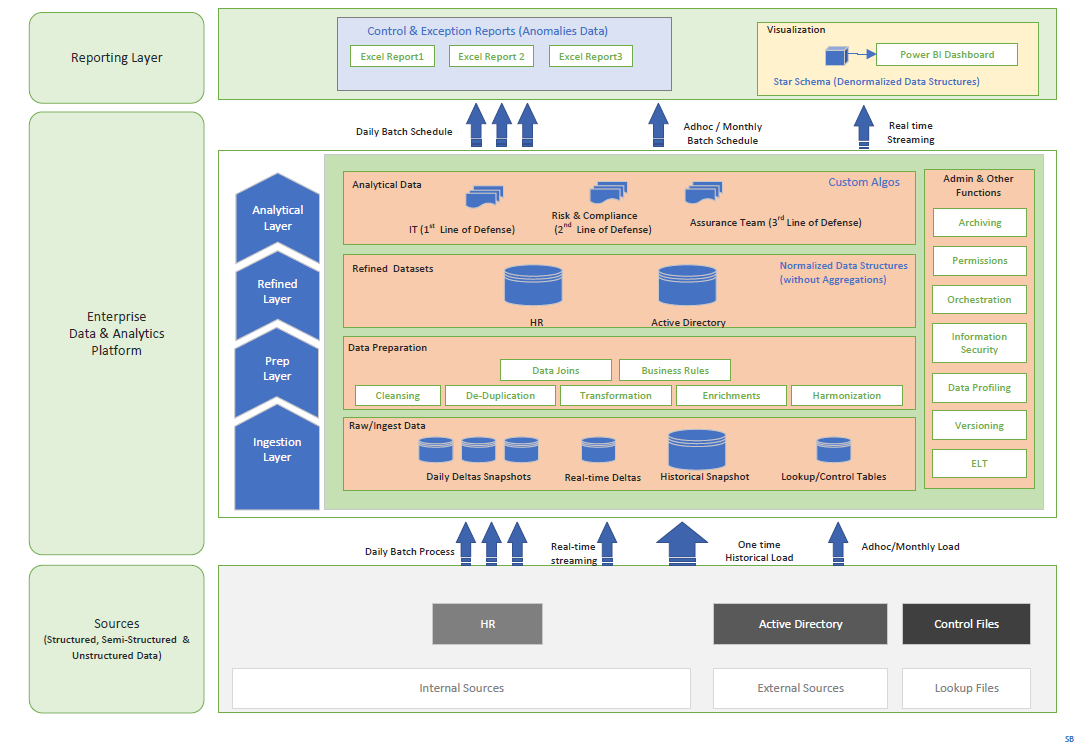 Reporting Layer
Control & Exception Reports (Anomalies Data)
Excel Report1
Excel Report 2
Excel Report3
Visualization
Power BI Dashboard
Star Schema (Denormalized Data Structures)
Daily Batch Schedule
Adhoc / Monthly
Batch Schedule
Real time
Streaming
Enterprise
Data & Analytics
Platform
Analytical
Layer
Refined
Layer
Prep
Layer
Ingestion
Layer
Analytical Data
Custom Algos
IT (1st Line of Defense)
Risk & Compliance
(2nd Line of Defense)
Assurance Team (3rd Line of Defense)
Refined Datasets
Normalized Data Structures
(without Aggregations)
HR
Active Directory
Data Preparation
Data Joins
Business Rules
Cleansing
De-Duplication
Transformation
Enrichments
Harmonization
Raw/Ingest Data
Daily Deltas Snapshots
Real-time Deltas
Historical Snapshot
Lookup/Control Tables
Admin & Other
Functions
Archiving
Permissions
Orchestration
Information
Security
Data Profiling
Versioning
ELT
Daily Batch Process
Real-time
streaming
One time
Historical Load
Adhoc/Monthly Load
Sources
(Structured, Semi-Structured &
Unstructured Data)
HR
Active Directory
Control Files
Internal Sources
External Sources
Lookup Files
SB